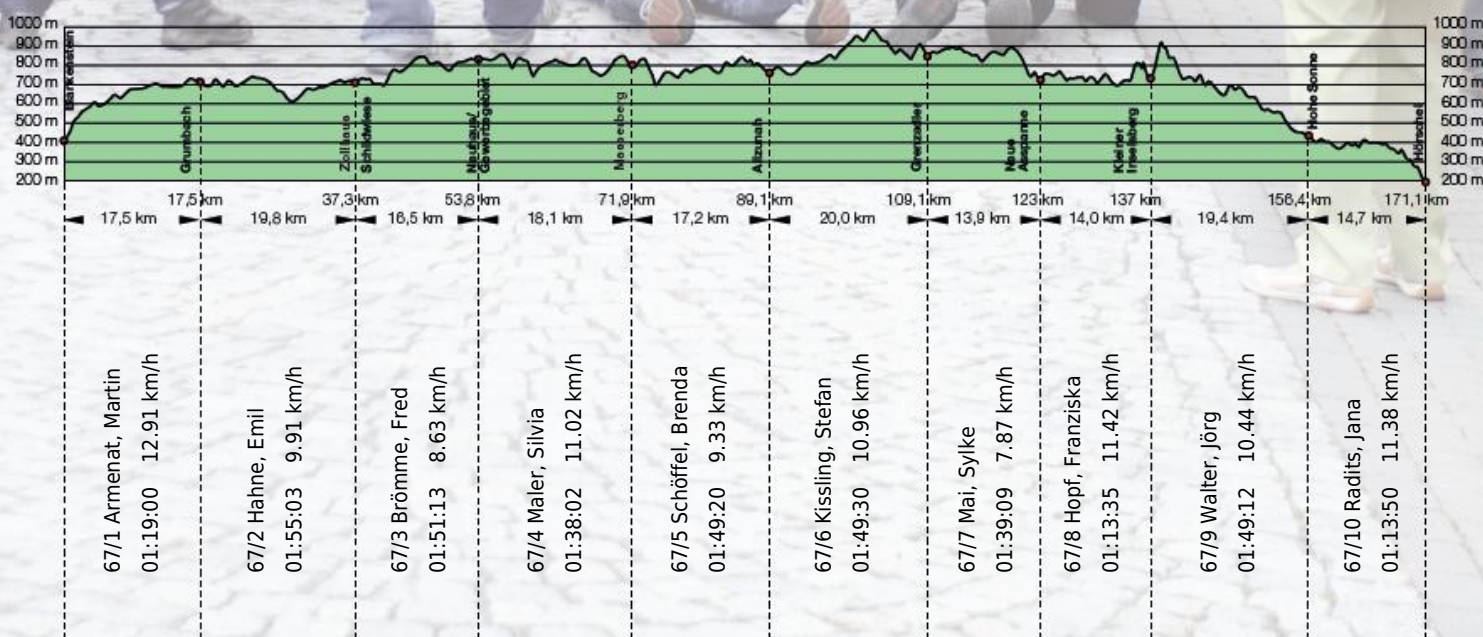 1000 m
900 m
800 m
700 m
600 m
500 m
400 m
300 m
200 m
1000 m
900 m
800 m
700 m
600 m
500 m
400 m
300 m
200 m
Blankenstein
Grumbach
Zollhaus
Schildwiese
Neuhaus/
Gewerbegebiet
Masserberg
Allzunah
Grenzadler
Neue
Ausspanne
Kleiner
Inselsberg
Hohe Sonne
Hörschel
17,5 km
37,3 km
53,8 km
71,9 km
89,1 km
109,1 km
123 km
137 km
156,4 km
171,1 km
17,5 km
19,8 km
16,5 km
18,1 km
17,2 km
20,0 km
13,9 km
14,0 km
19,4 km
14,7 km
67/1 Armenat, Martin
01:19:00 12.91 km/h
67/2 Hahne, Emil
01:55:03 9.91 km/h
67/3 Brömme, Fred
01:51:13 8.63 km/h
67/4 Maler, Silvia
01:38:02 11.02 km/h
67/5 Schöffel, Brenda
01:49:20 9.33 km/h
67/6 Kissling, Stefan
01:49:30 10.96 km/h
67/7 Mai, Sylke
01:39:09 7.87 km/h
67/8 Hopf, Franziska
01:13:35 11.42 km/h
67/9 Walter, Jörg
01:49:12 10.44 km/h
67/10 Radits, Jana
01:13:50 11.38 km/h